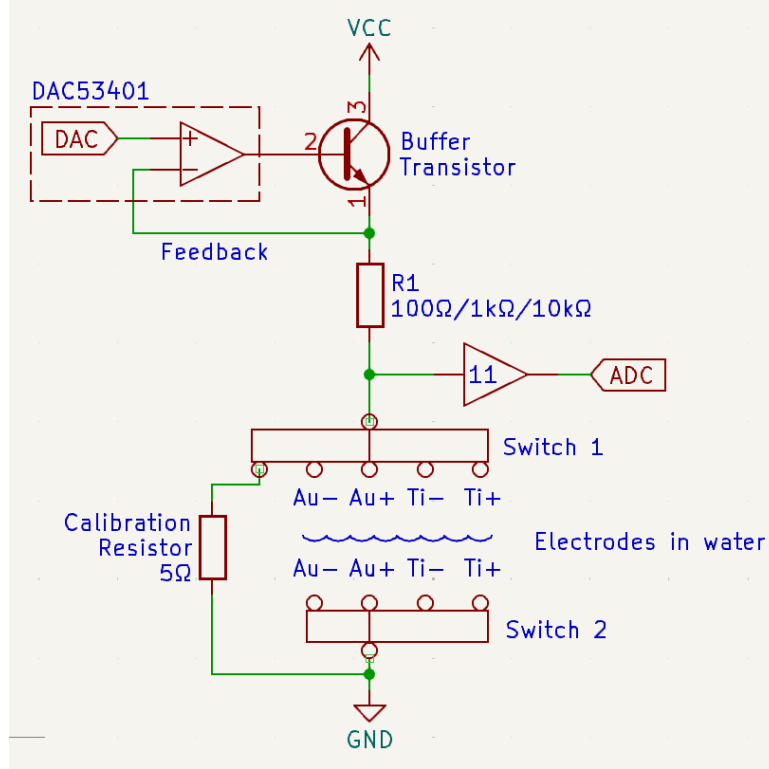 VCC
DAC53401
DAC
+
−
2
3
1
Buffer
Transistor
Feedback
R1
100Ω/1kΩ/10kΩ
11
ADC
Switch 1
Au− Au+ Ti− Ti+
Calibration
Resistor
5Ω
Electrodes in water
Au− Au+ Ti− Ti+
Switch 2
GND